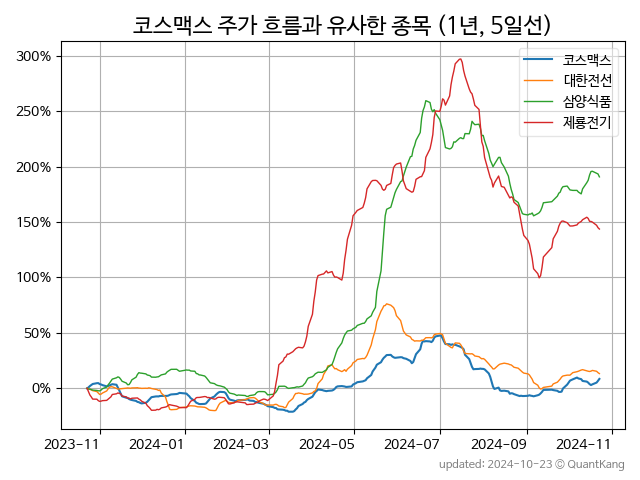 코스맥스 주가 흐름과 유사한 종목 (1년, 5일선)
300%
250%
200%
150%
100%
50%
0%
코스맥스
대한전선
삼양식품
제룡전기
2023-11 2024-01 2024-03 2024-05 2024-07 2024-09 2024-11
updated: 2024-10-23 © QuantKang